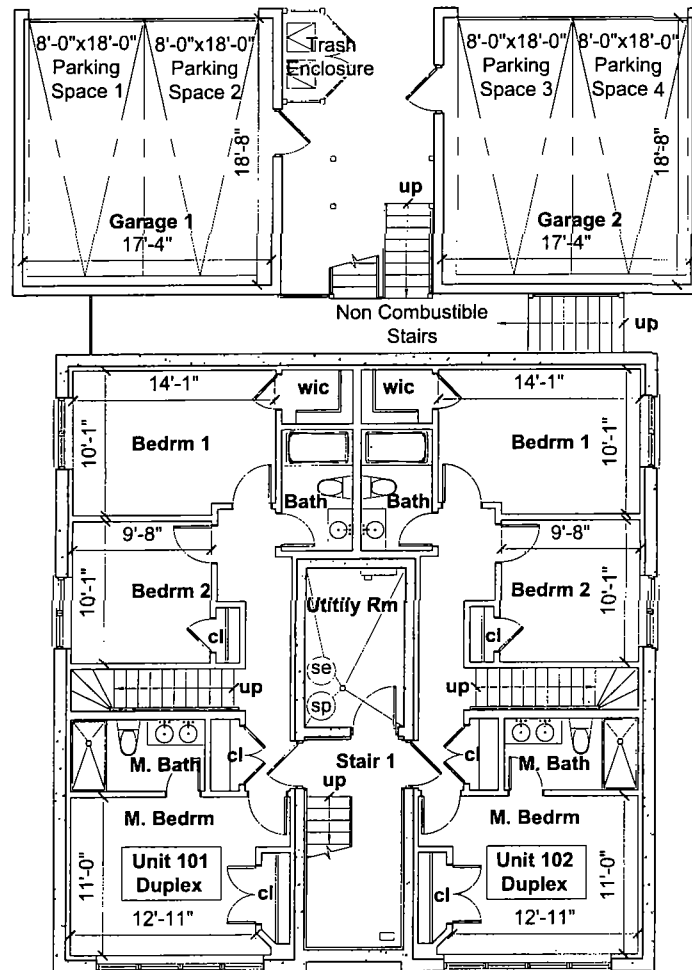 8'-0"x18'-0"
Parking
Space 1
8'-0"x18'-0"
Parking
Space 2
18'-8"
Garage 1
17'-4"
Trash
Enclosure
up
8'-0"x18'-0"
Parking
Space 3
8'-0"x18'-0"
Parking
Space 4
18'-8"
Garage 2
17'-4"
Non Combustible
Stairs
up
14'-1"
wic
wic
14'-1"
10'-1"
Bedrm 1
Bedrm 1
10'-1"
Bath
Bath
9'-8"
9'-8"
10'-1"
Bedrm 2
Utitily Rm
Bedrm 2
10'-1"
cl
cl
se
sp
up
up
cl
M. Bath
Stair 1
up
cl
M. Bath
M. Bedrm
M. Bedrm
11'-0"
Unit 101
Duplex
cl
12'-11"
cl
Unit 102
Duplex
11'-0"
12'-11"